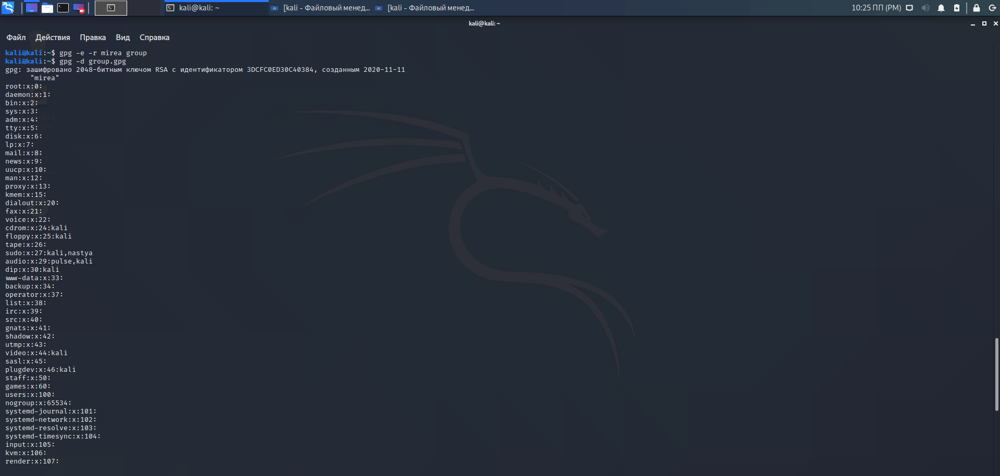 kali@kali: ~
[kali - Файловый менед...
[kali - Файловый менед...
10:25 ПП (PM)
kali@kali: ~
Файл Действия Правка Вид Справка
kali@kali:~$ gpg -e -r mirea group
kali@kali:~$ gpg -d group.gpg
gpg: зашифровано 2048-битным ключом RSA с идентификатором 3DCFC0ED30C40384, созданным 2020-11-11
"mirea"
root:x:0:
daemon:x:1:
bin:x:2:
sys:x:3:
adm:x:4:
tty:x:5:
disk:x:6:
lp:x:7:
mail:x:8:
news:x:9:
uucp:x:10:
man:x:12:
proxy:x:13:
kmem:x:15:
dialout:x:20:
fax:x:21:
voice:x:22:
cdrom:x:24:kali
floppy:x:25:kali
tape:x:26:
sudo:x:27:kali,nastya
audio:x:29:pulse,kali
dip:x:30:kali
www-data:x:33:
backup:x:34:
operator:x:37:
list:x:38:
irc:x:39:
src:x:40:
gnats:x:41:
shadow:x:42:
utmp:x:43:
video:x:44:kali
sasl:x:45:
plugdev:x:46:kali
staff:x:50:
games:x:60:
users:x:100:
nogroup:x:65534:
systemd-journal:x:101:
systemd-network:x:102:
systemd-resolve:x:103:
systemd-timesync:x:104:
input:x:105:
kvm:x:106:
render:x:107: